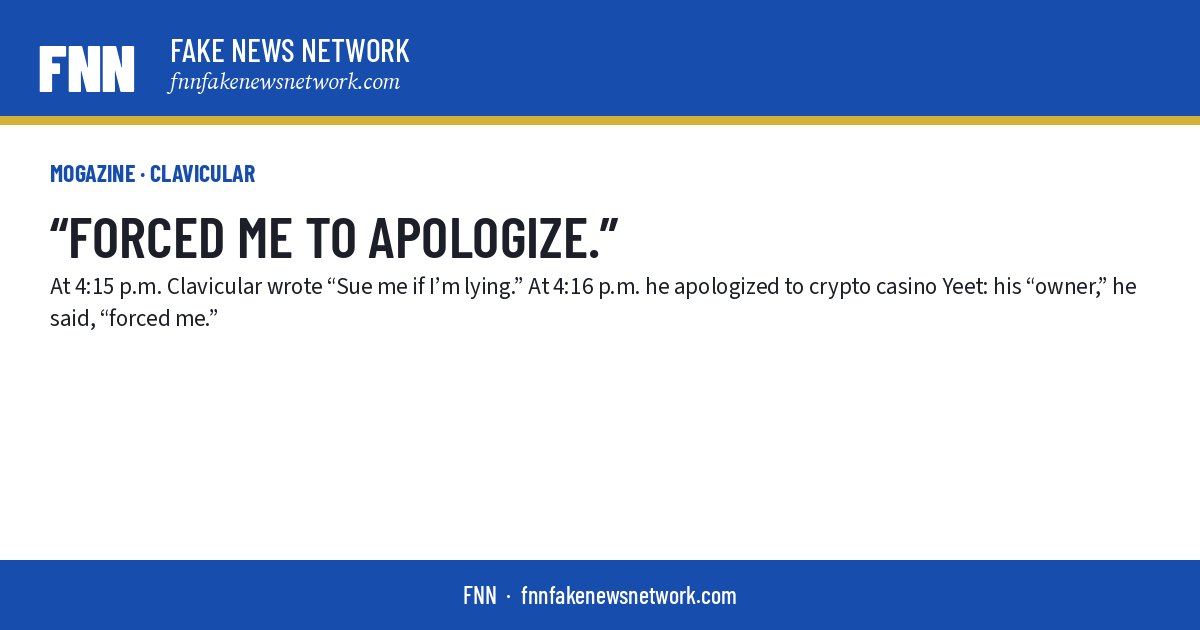 FNN
FAKE NEWS NETWORK
fnnfakenewsnetwork.com
MOGAZINE · CLAVICULAR
“FORCED ME TO APOLOGIZE.”
At 4:15 p.m. Clavicular wrote “Sue me if I’m lying.” At 4:16 p.m. he apologized to crypto casino Yeet: his “owner,” he
said, “forced me.”
FNN · fnnfakenewsnetwork.com